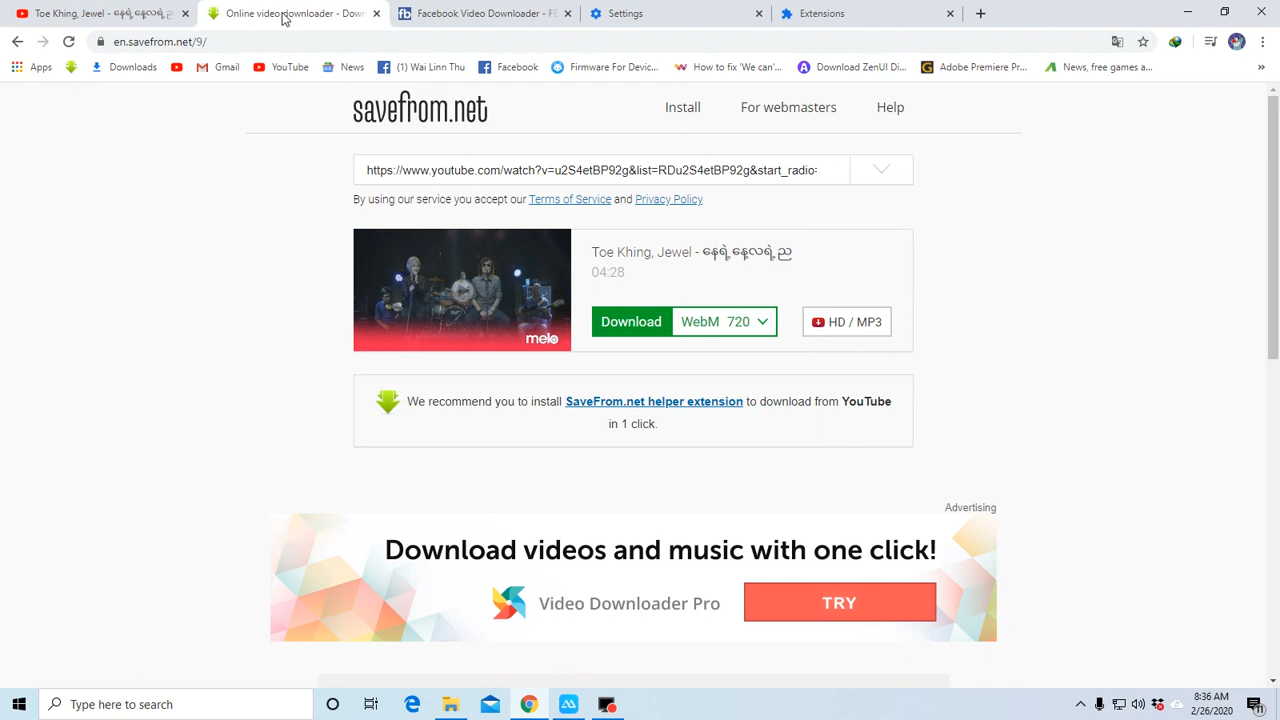 Toe Khing, Jewel - နေရဲ့နေ့လရဲ့ည
Online video downloader - Down
Facebook Video Downloader - FB
Settings
Extensions
en.savefrom.net/9/
Apps
Downloads
Gmail
YouTube
News
(1) Wai Linn Thu
Facebook
Firmware For Devic...
How to fix 'We can'...
Download ZenUI Di...
Adobe Premiere Pr...
News, free games a...
savefrom.net
Install
For webmasters
Help
https://www.youtube.com/watch?v=u2S4etBP92g&list=RDu2S4etBP92g&start_radio=
By using our service you accept our Terms of Service and Privacy Policy
melo
Toe Khing, Jewel - နေရဲ့နေ့လရဲ့ည
04:28
Download WebM 720
HD / MP3
We recommend you to install SaveFrom.net helper extension to download from YouTube
in 1 click.
Advertising
Download videos and music with one click!
Video Downloader Pro
TRY
Type here to search
8:36 AM
2/26/2020
11